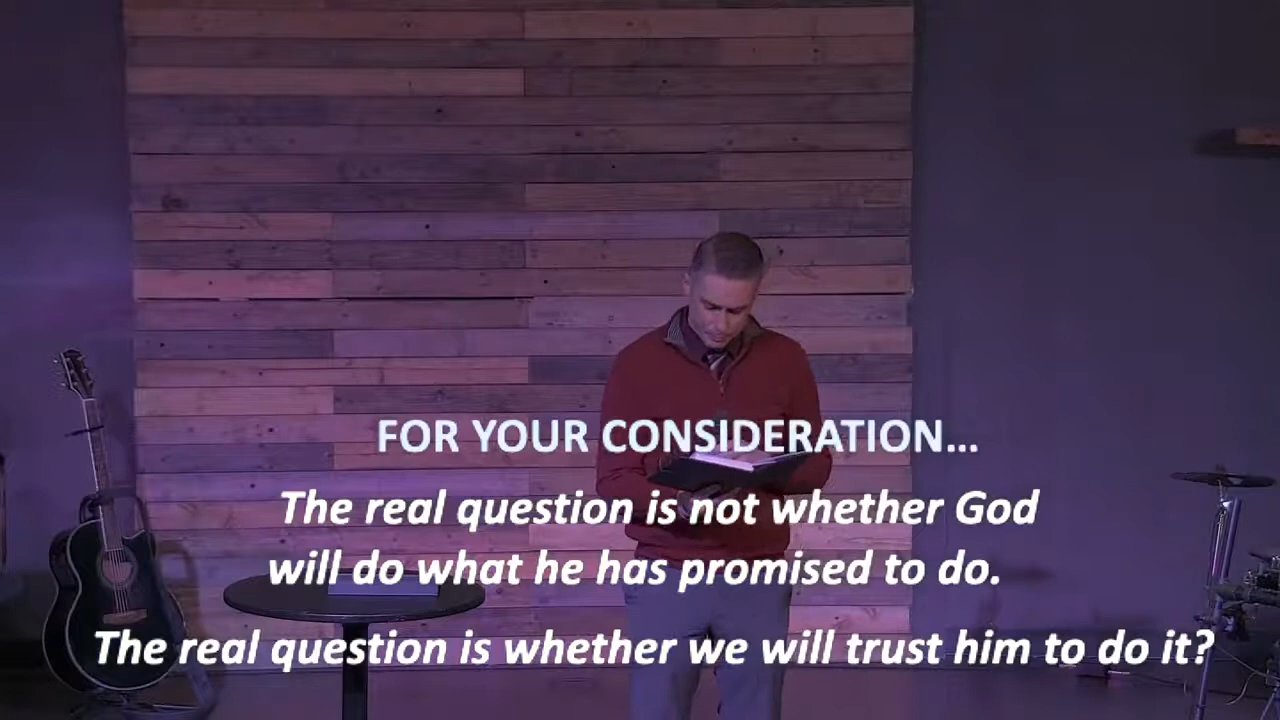 FOR YOUR CONSIDERATION...
The real question is not whether God
will do what he has promised to do.
The real question is whether we will trust him to do it?